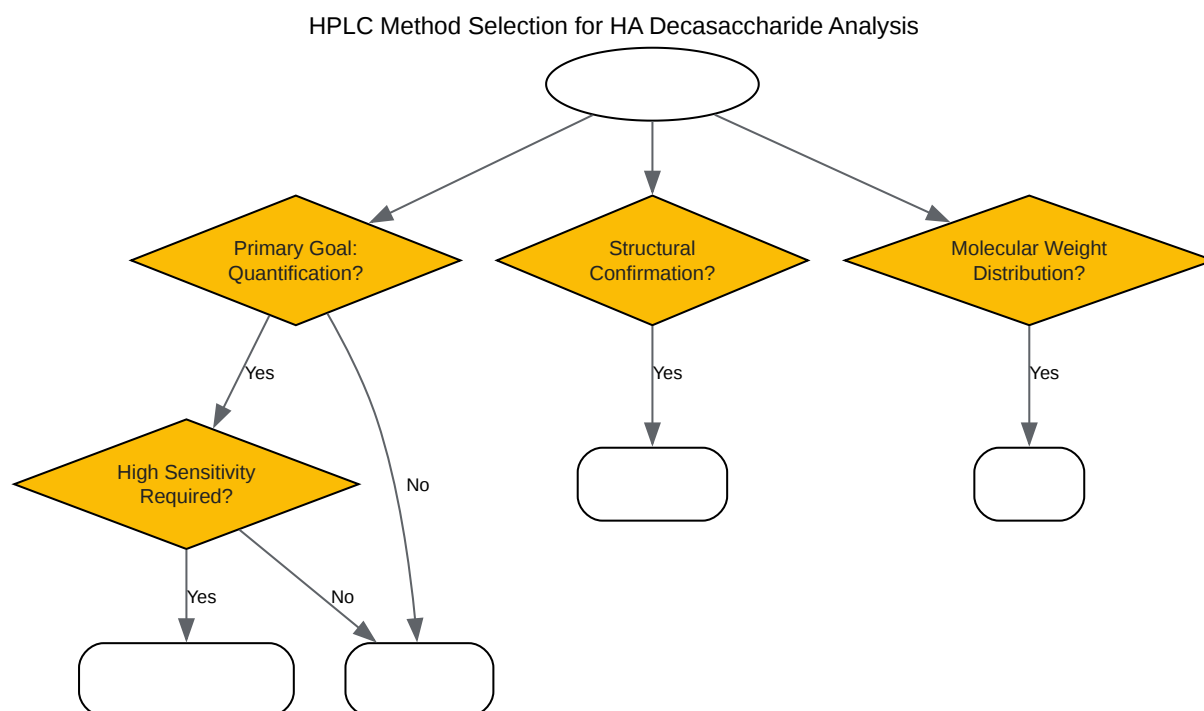 HPLC Method Selection for HA Decasaccharide Analysis
Primary Goal:
Quantification?
Structural
Confirmation?
Molecular Weight
Distribution?
Yes
Yes
Yes
High Sensitivity
Required?
No
Yes
No